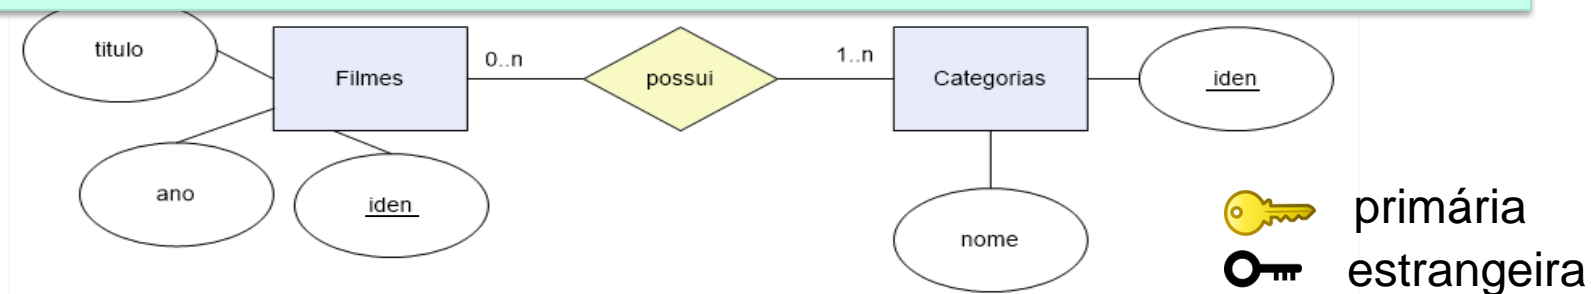 titulo
Filmes
0..n
possui
1..n
Categorias
iden
ano
iden
nome
primária
estrangeira